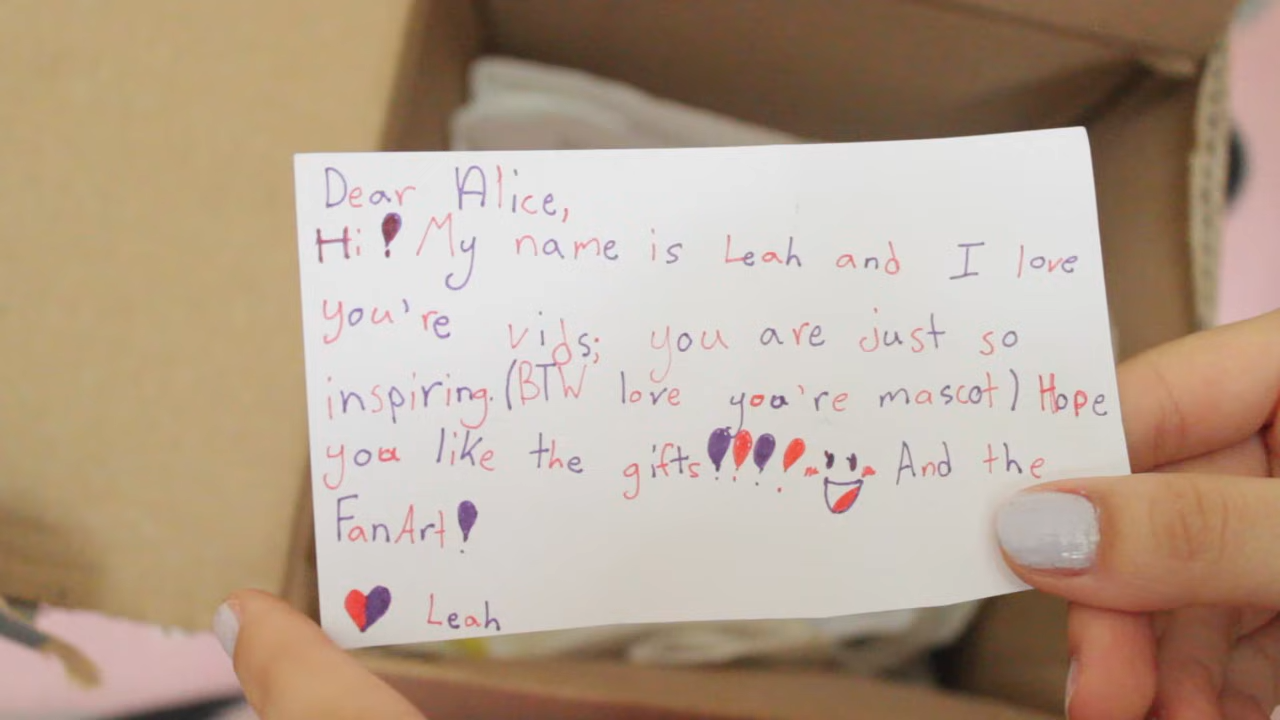 Dear Alice,
Hi! My name is Leah and I love
you're vids; you are just so
inspiring. (BTW love you're mascot) Hope
you like the gifts!!!! And the
FanArt!
Leah